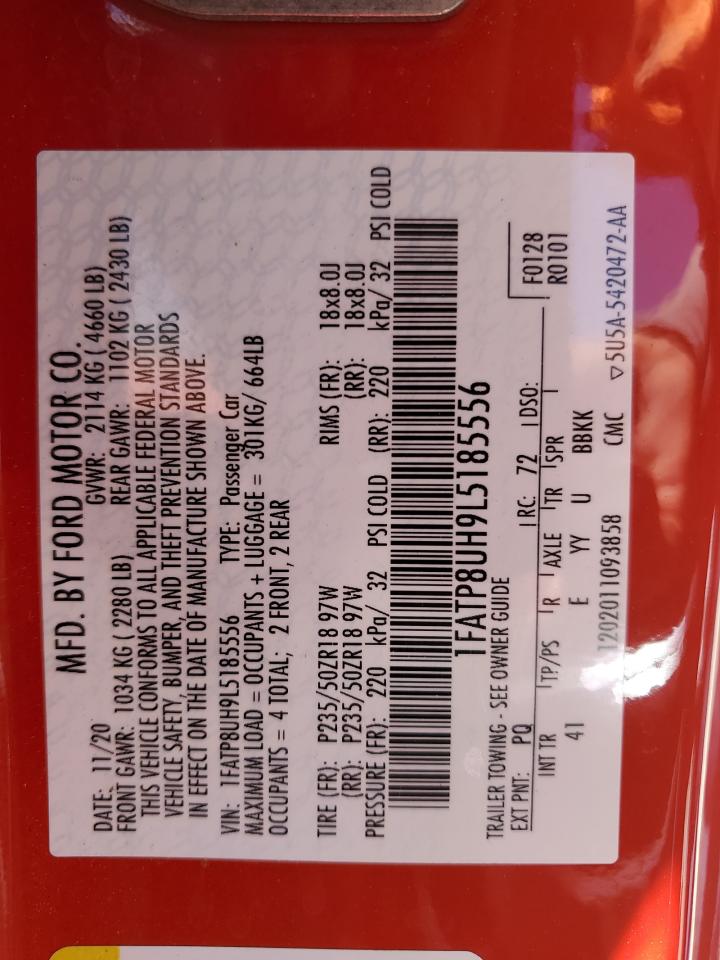 MFD. BY FORD MOTOR CO.
DATE: 11/20 GVWR: 2114 KG ( 4660 LB)
FRONT GAWR: 1034 KG ( 2280 LB) REAR GAWR: 1102 KG ( 2430 LB)
THIS VEHICLE CONFORMS TO ALL APPLICABLE FEDERAL MOTOR
VEHICLE SAFETY, BUMPER, AND THEFT PREVENTION STANDARDS
IN EFFECT ON THE DATE OF MANUFACTURE SHOWN ABOVE.
VIN: 1FATP8UH9L5185556 TYPE: Passenger Car
MAXIMUM LOAD = OCCUPANTS + LUGGAGE = 301KG/ 664LB
OCCUPANTS = 4 TOTAL; 2 FRONT, 2 REAR
TIRE (FR): P235/50ZR18 97W RIMS (FR): 18x8.0J
(RR): P235/50ZR18 97W (RR): 18x8.0J
PRESSURE (FR): 220 kPa/ 32 PSI COLD (RR): 220 kPa/ 32 PSI COLD
1FATP8UH9L5185556
TRAILER TOWING - SEE OWNER GUIDE
EXT PNT: PQ RC: 72 DSO: F0128
R0101
INT TR TP/PS R AXLE TR SPR
41 E YY U BBKK
1202011093858 CMC ▽5U5A-5420472-AA